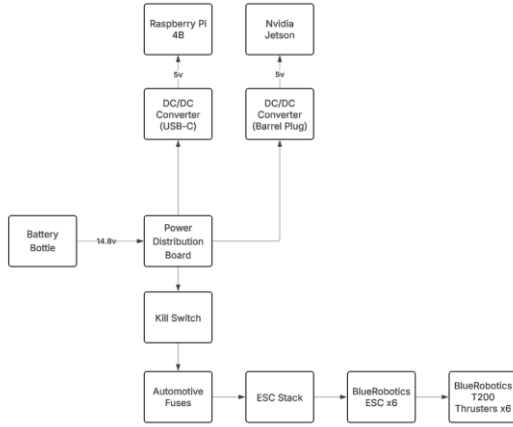 Raspberry Pi
4B
Nvidia
Jetson
5v
5v
DC/DC
Converter
(USB-C)
DC/DC
Converter
(Barrel Plug)
Battery
Bottle
14.8v
Power
Distribution
Board
Kill Switch
Automotive
Fuses
ESC Stack
BlueRobotics
ESC x6
BlueRobotics
T200
Thrusters x6